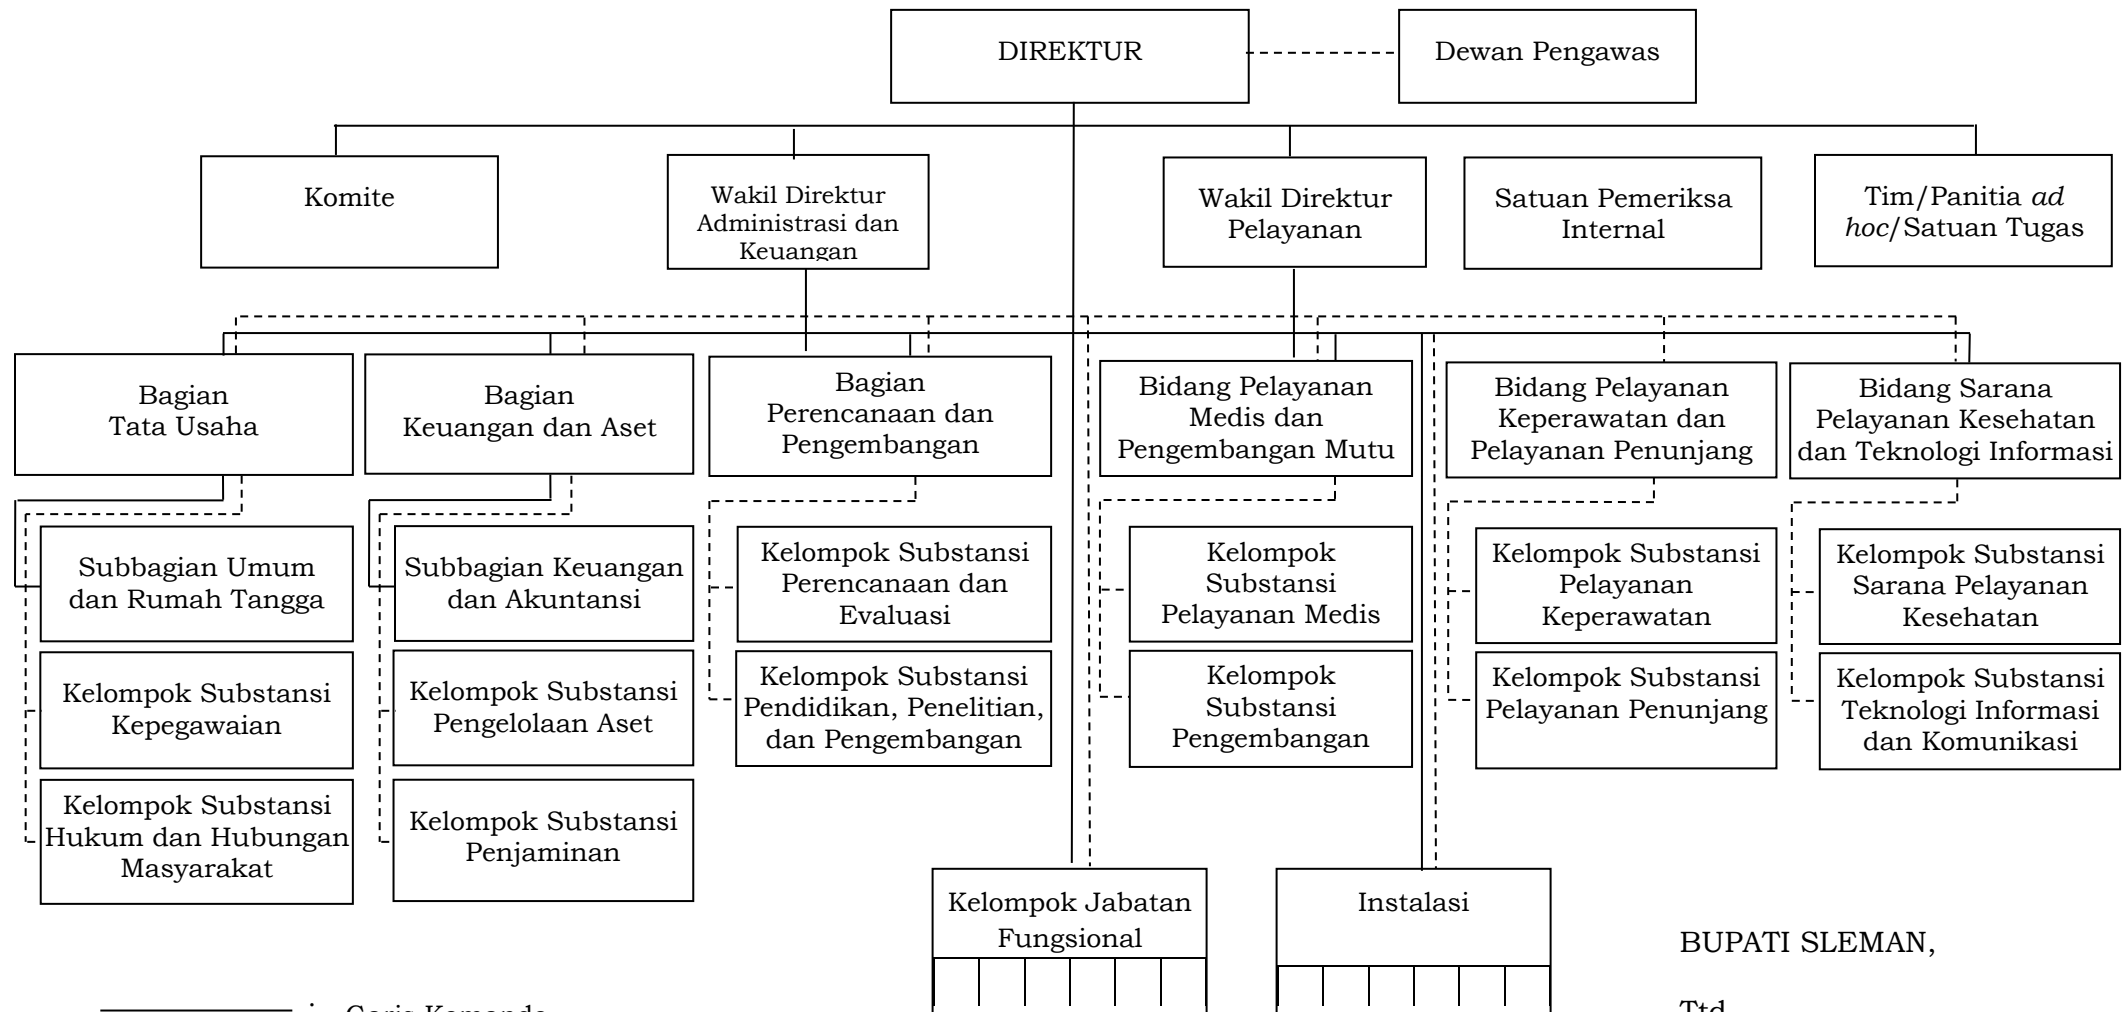 DIREKTUR
Dewan Pengawas
Komite
Wakil Direktur
Administrasi dan
Keuangan
Wakil Direktur
Pelayanan
Satuan Pemeriksa
Internal
Tim/Panitia ad
hoc/Satuan Tugas
Bagian
Tata Usaha
Bagian
Keuangan dan Aset
Bagian
Perencanaan dan
Pengembangan
Bidang Pelayanan
Medis dan
Pengembangan Mutu
Bidang Pelayanan
Keperawatan dan
Pelayanan Penunjang
Bidang Sarana
Pelayanan Kesehatan
dan Teknologi Informasi
Subbagian Umum
dan Rumah Tangga
Subbagian Keuangan
dan Akuntansi
Kelompok Substansi
Perencanaan dan
Evaluasi
Kelompok
Substansi
Pelayanan Medis
Kelompok Substansi
Pelayanan
Keperawatan
Kelompok Substansi
Sarana Pelayanan
Kesehatan
Kelompok Substansi
Kepegawaian
Kelompok Substansi
Pengelolaan Aset
Kelompok Substansi
Pendidikan, Penelitian,
dan Pengembangan
Kelompok
Substansi
Pengembangan
Kelompok Substansi
Pelayanan Penunjang
Kelompok Substansi
Teknologi Informasi
dan Komunikasi
Kelompok Substansi
Hukum dan Hubungan
Masyarakat
Kelompok Substansi
Penjaminan
Kelompok Jabatan
Fungsional
Instalasi
BUPATI SLEMAN,
: Garis Komando
Ttd